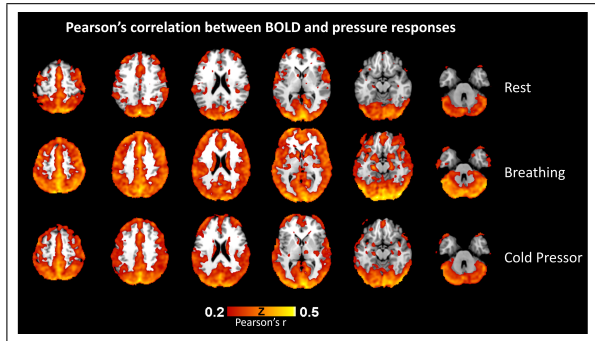 Pearson's correlation between BOLD and pressure responses
Rest
Breathing
Cold Pressor
0.2 Z 0.5
Pearson's r